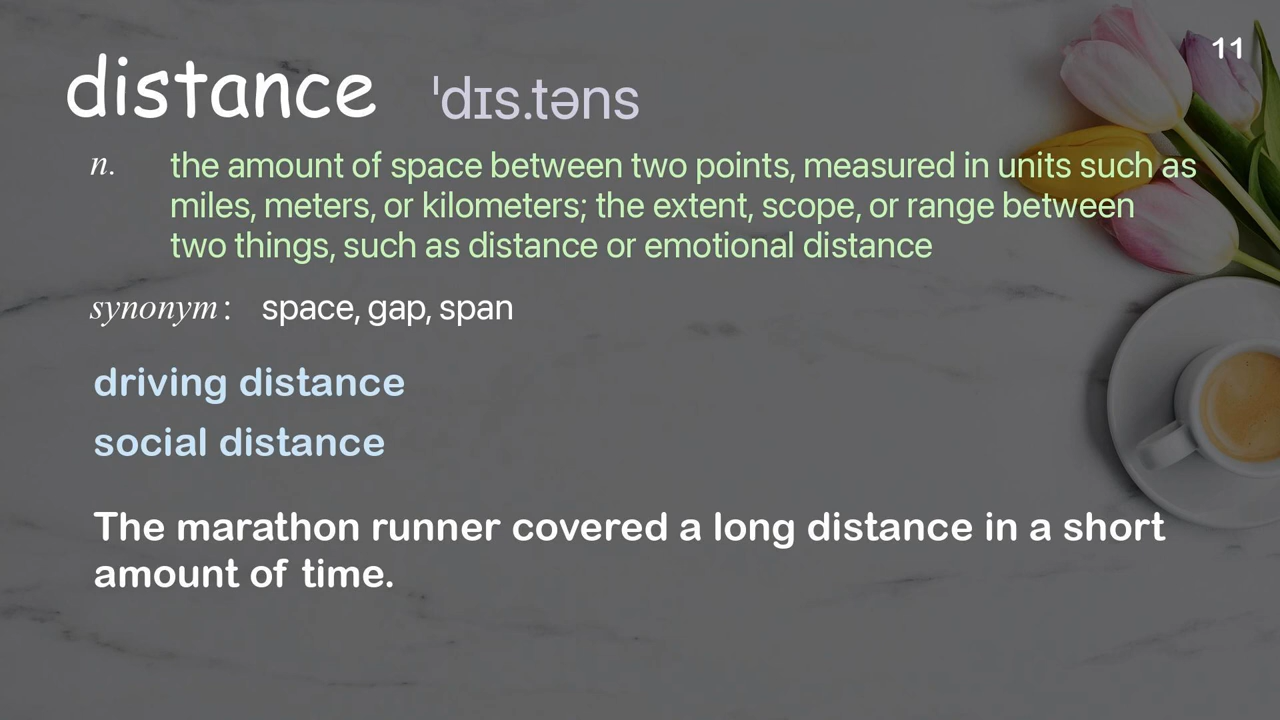 11
distance ˈdɪs.təns
n. the amount of space between two points, measured in units such as
miles, meters, or kilometers; the extent, scope, or range between
two things, such as distance or emotional distance
synonym: space, gap, span
driving distance
social distance
The marathon runner covered a long distance in a short
amount of time.